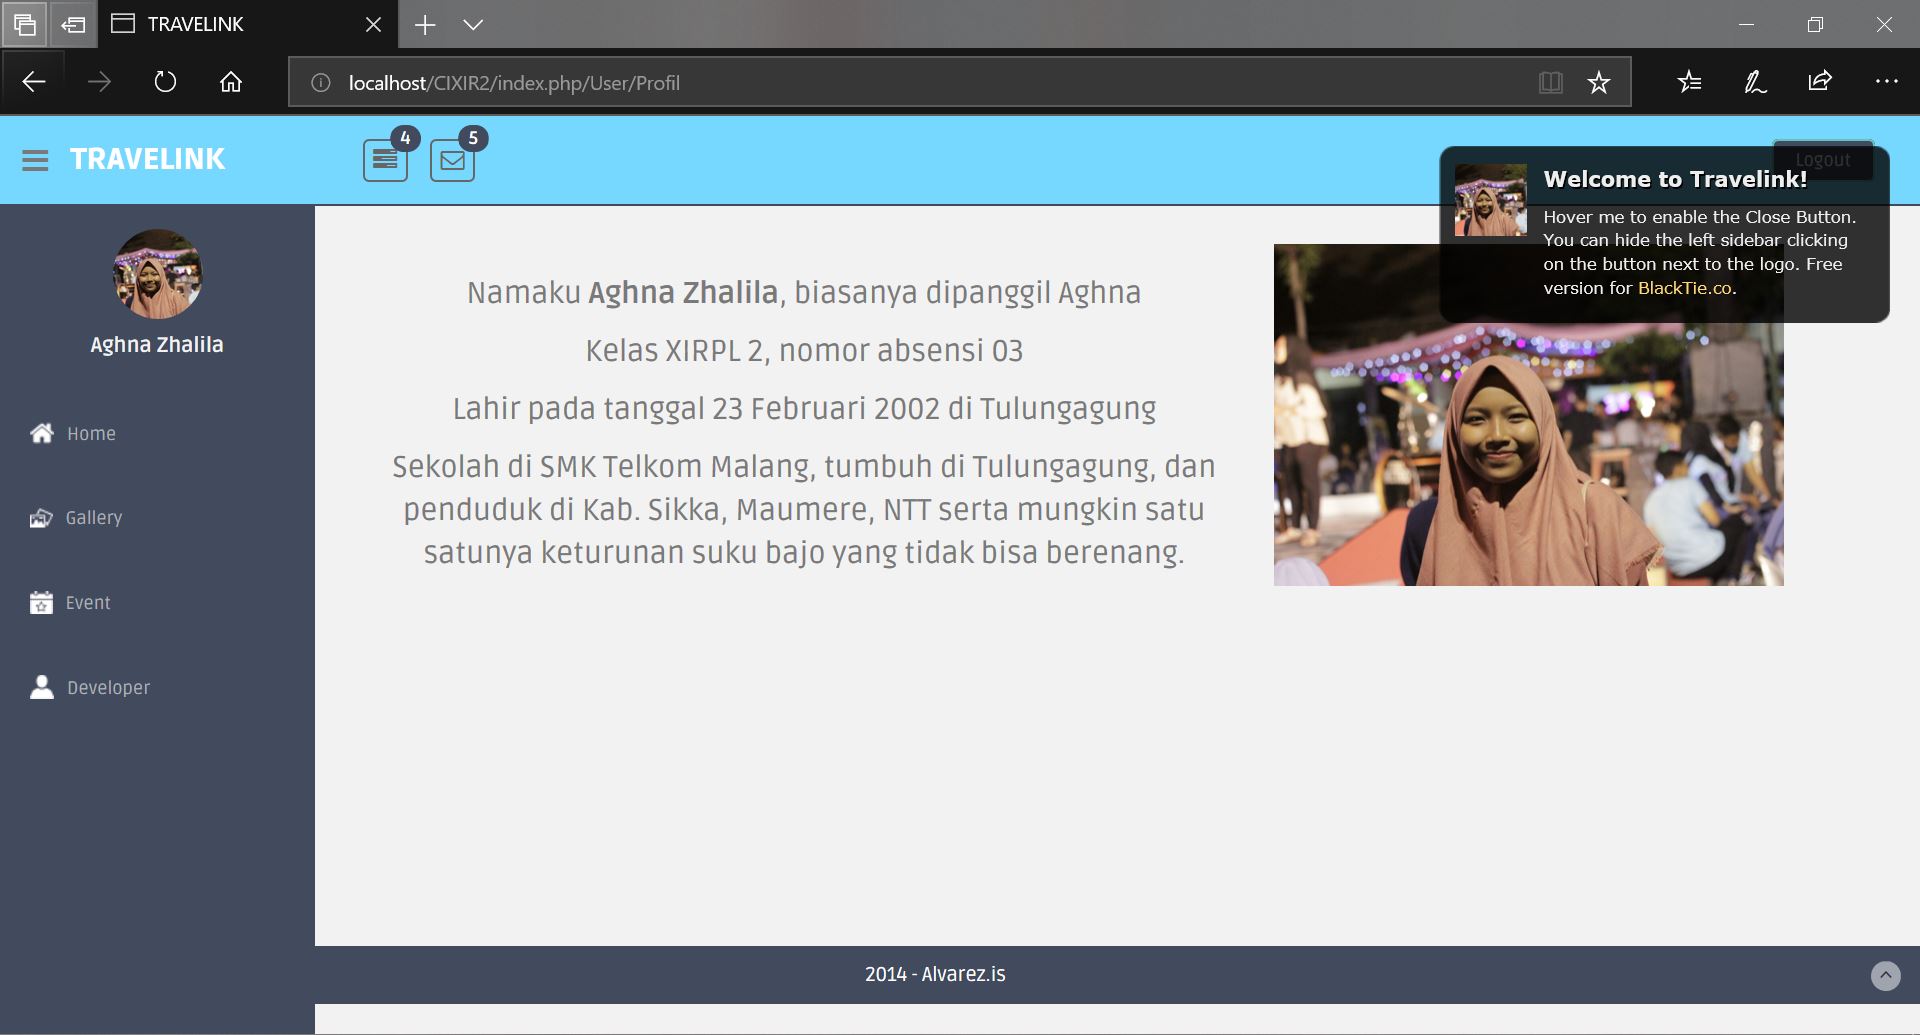 TRAVELINK
localhost/CIXIR2/index.php/User/Profil
TRAVELINK
4
5
Logout
Welcome to Travelink!
Hover me to enable the Close Button.
You can hide the left sidebar clicking
on the button next to the logo. Free
version for BlackTie.co.
Aghna Zhalila
Home
Gallery
Event
Developer
Namaku Aghna Zhalila, biasanya dipanggil Aghna
Kelas XIRPL 2, nomor absensi 03
Lahir pada tanggal 23 Februari 2002 di Tulungagung
Sekolah di SMK Telkom Malang, tumbuh di Tulungagung, dan
penduduk di Kab. Sikka, Maumere, NTT serta mungkin satu
satunya keturunan suku bajo yang tidak bisa berenang.
2014 - Alvarez.is